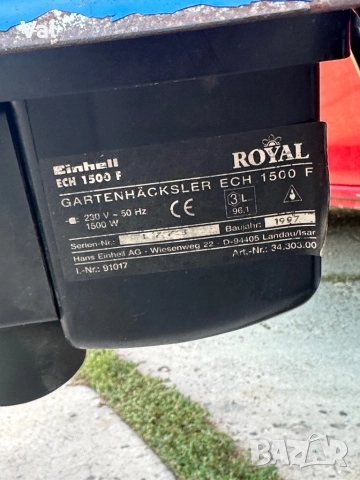 Einhell
ECH 1500 F
ROYAL
GARTENHÄCKSLER ECH 1500 F
230 V ~ 50 Hz
1500 W
CE
3 L
96.1
Serien-Nr.:
Baujahr: 1997
Hans Einhell AG - Wiesenweg 22 - D-94405 Landau/Isar
I.-Nr.: 91017
Art.-Nr.: 34.303.00
BAZAR